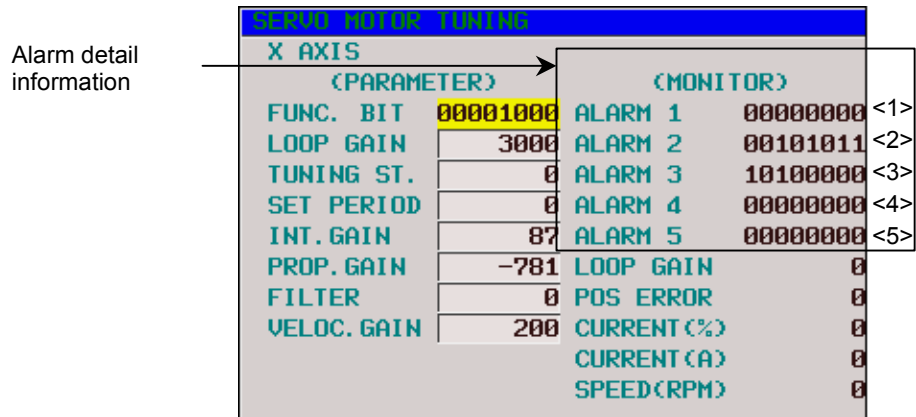 SERVO MOTOR TUNING
Alarm detail
information
X AXIS
(PARAMETER) (MONITOR)
FUNC. BIT 00001000 ALARM 1 00000000 <1>
LOOP GAIN 3000 ALARM 2 00101011 <2>
TUNING ST. 0 ALARM 3 10100000 <3>
SET PERIOD 0 ALARM 4 00000000 <4>
INT.GAIN 87 ALARM 5 00000000 <5>
PROP.GAIN -781 LOOP GAIN 0
FILTER 0 POS ERROR 0
VELOC.GAIN 200 CURRENT(%) 0
CURRENT(A) 0
SPEED(RPM) 0